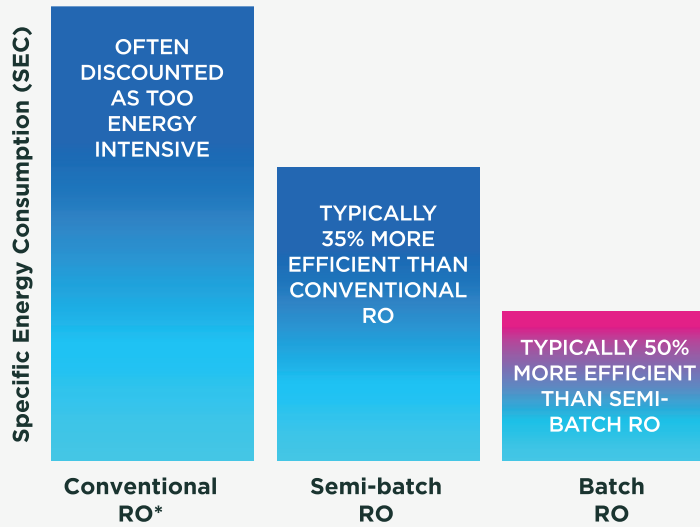 Specific Energy Consumption (SEC)
OFTEN
DISCOUNTED
AS TOO
ENERGY
INTENSIVE
TYPICALLY
35% MORE
EFFICIENT THAN
CONVENTIONAL
RO
TYPICALLY 50%
MORE EFFICIENT
THAN SEMI-
BATCH RO
Conventional
RO*
Semi-batch
RO
Batch
RO